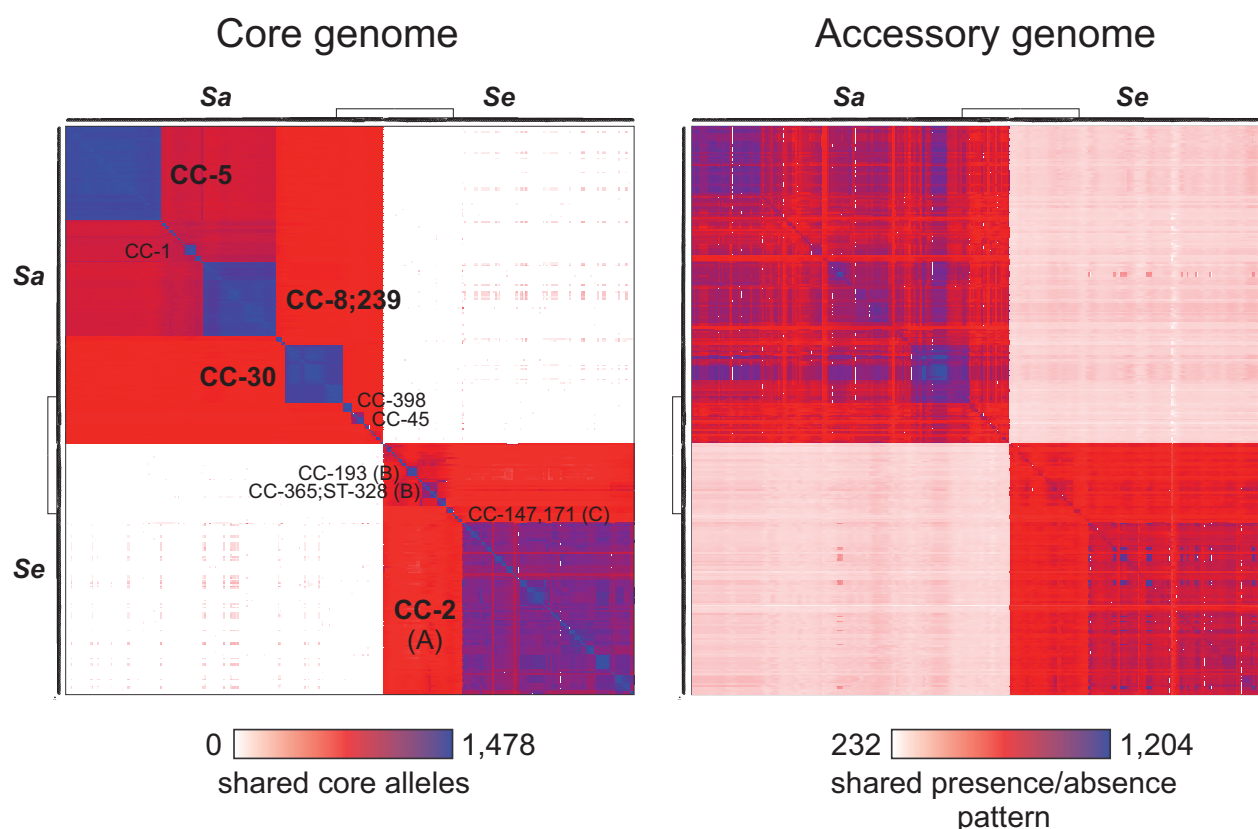 Core genome
Accessory genome
Sa
Se
Sa
Se
CC-5
CC-1
Sa
CC-8;239
CC-30
CC-398
CC-45
CC-193 (B)
CC-365;ST-328 (B)
CC-147,171 (C)
Se
CC-2
(A)
0
1,478
232
1,204
shared core alleles
shared presence/absence
pattern